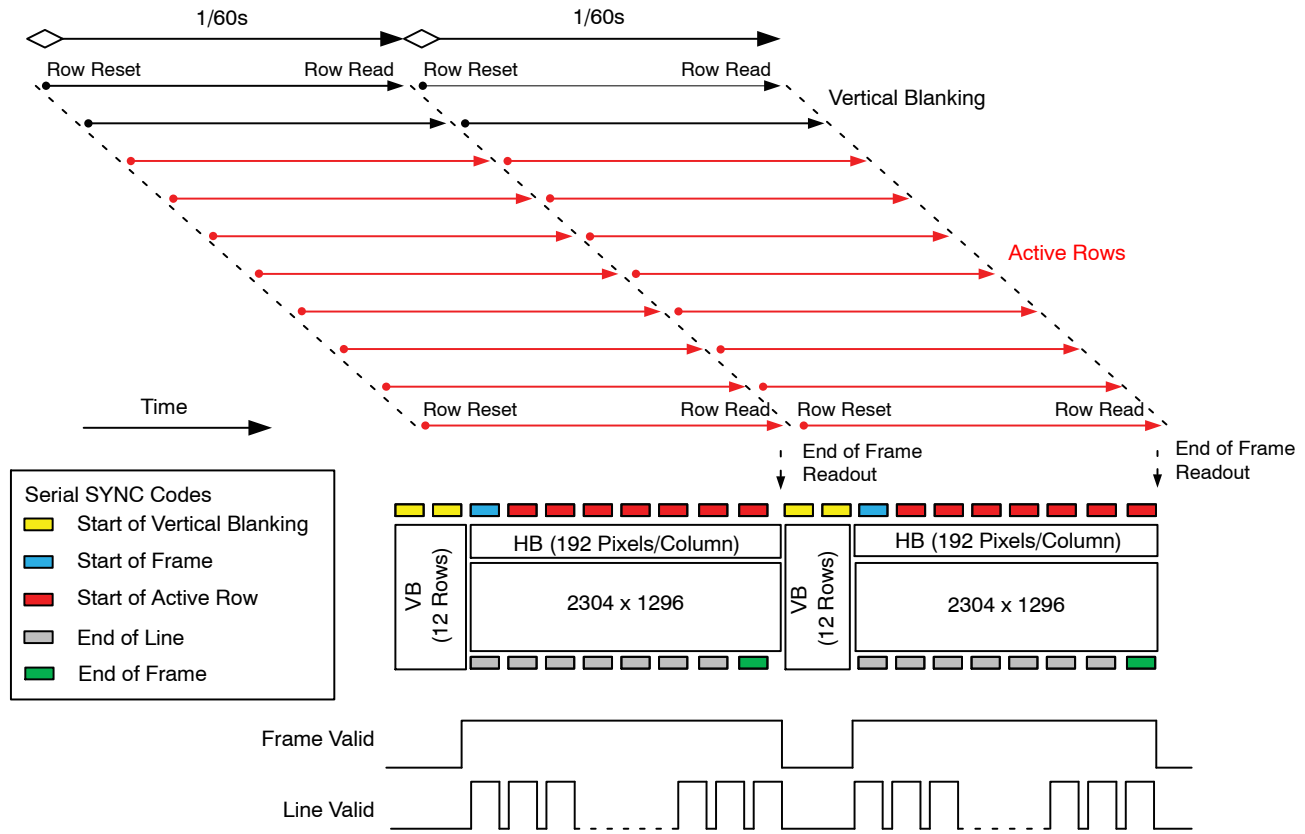 1/60s
1/60s
Row Reset
Row Read
Row Reset
Row Read
Vertical Blanking
Active Rows
Time
Row Reset
Row Read
Row Reset
Row Read
End of Frame
Readout
End of Frame
Readout
Serial SYNC Codes
Start of Vertical Blanking
Start of Frame
Start of Active Row
End of Line
End of Frame
VB
(12 Rows)
HB (192 Pixels/Column)
2304 x 1296
VB
(12 Rows)
HB (192 Pixels/Column)
2304 x 1296
Frame Valid
Line Valid